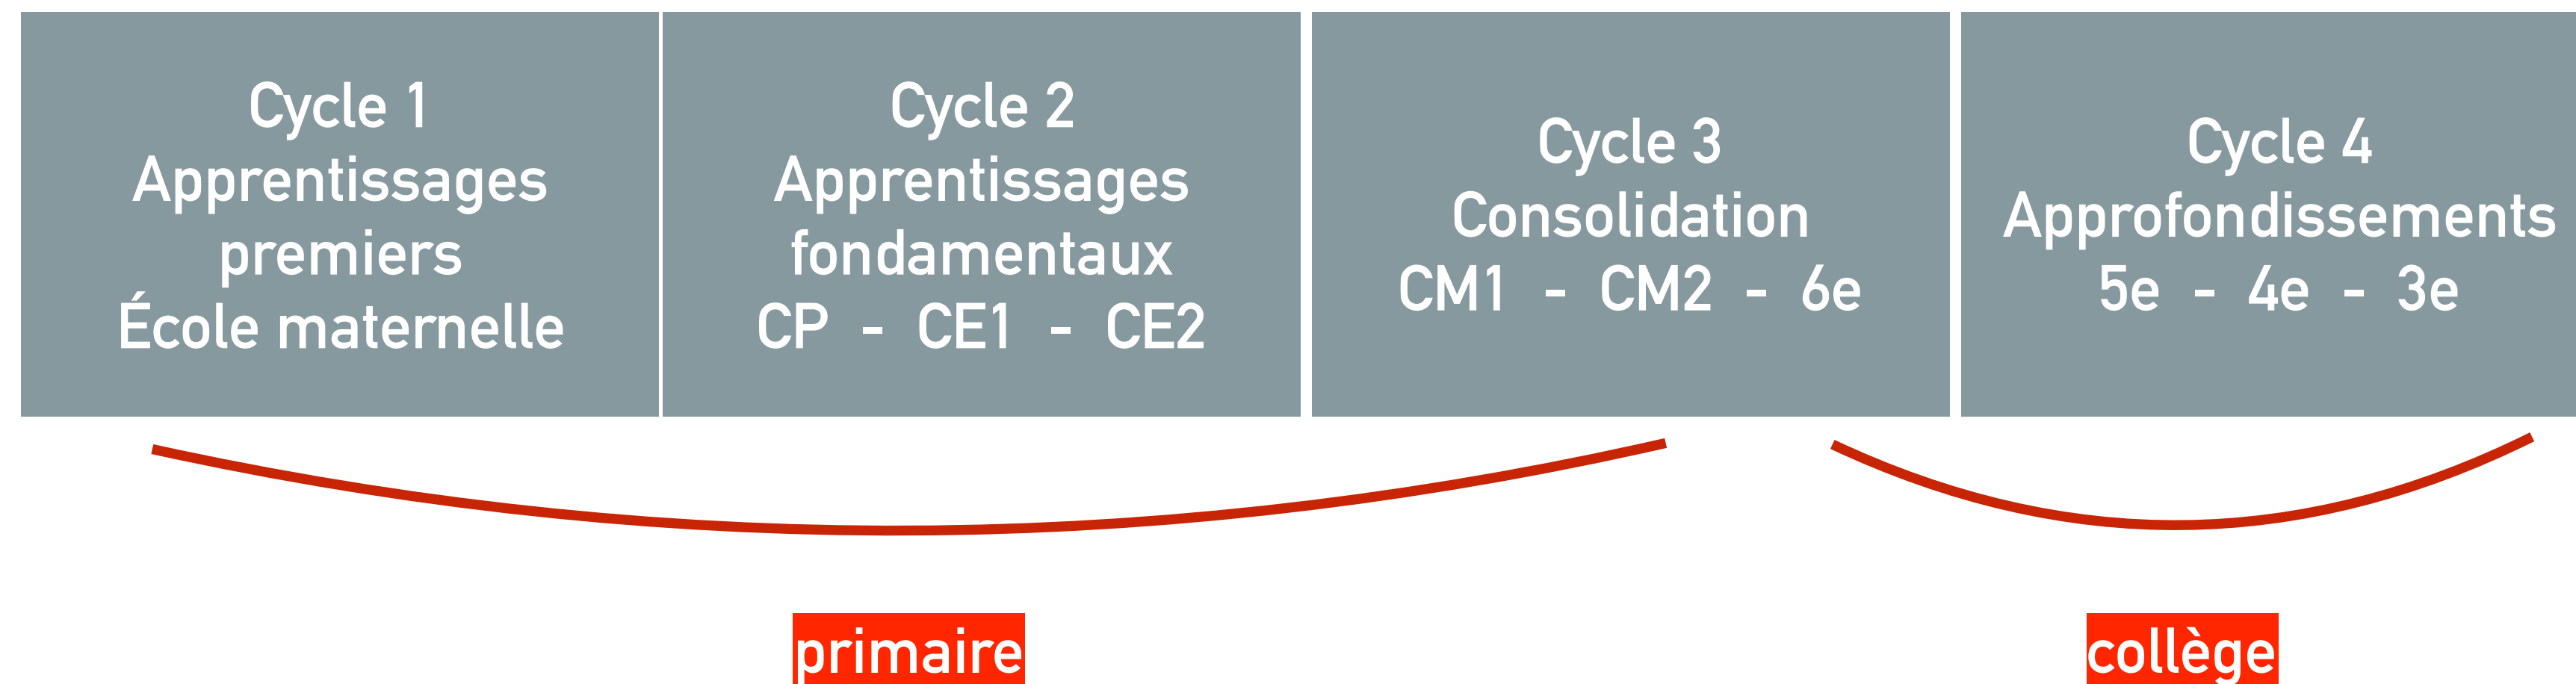 Cycle 1
Apprentissages
premiers
École maternelle
Cycle 2
Apprentissages
fondamentaux
CP - CE1 - CE2
Cycle 3
Consolidation
CM1 - CM2 - 6e
Cycle 4
Approfondissements
5e - 4e - 3e
primaire
collège